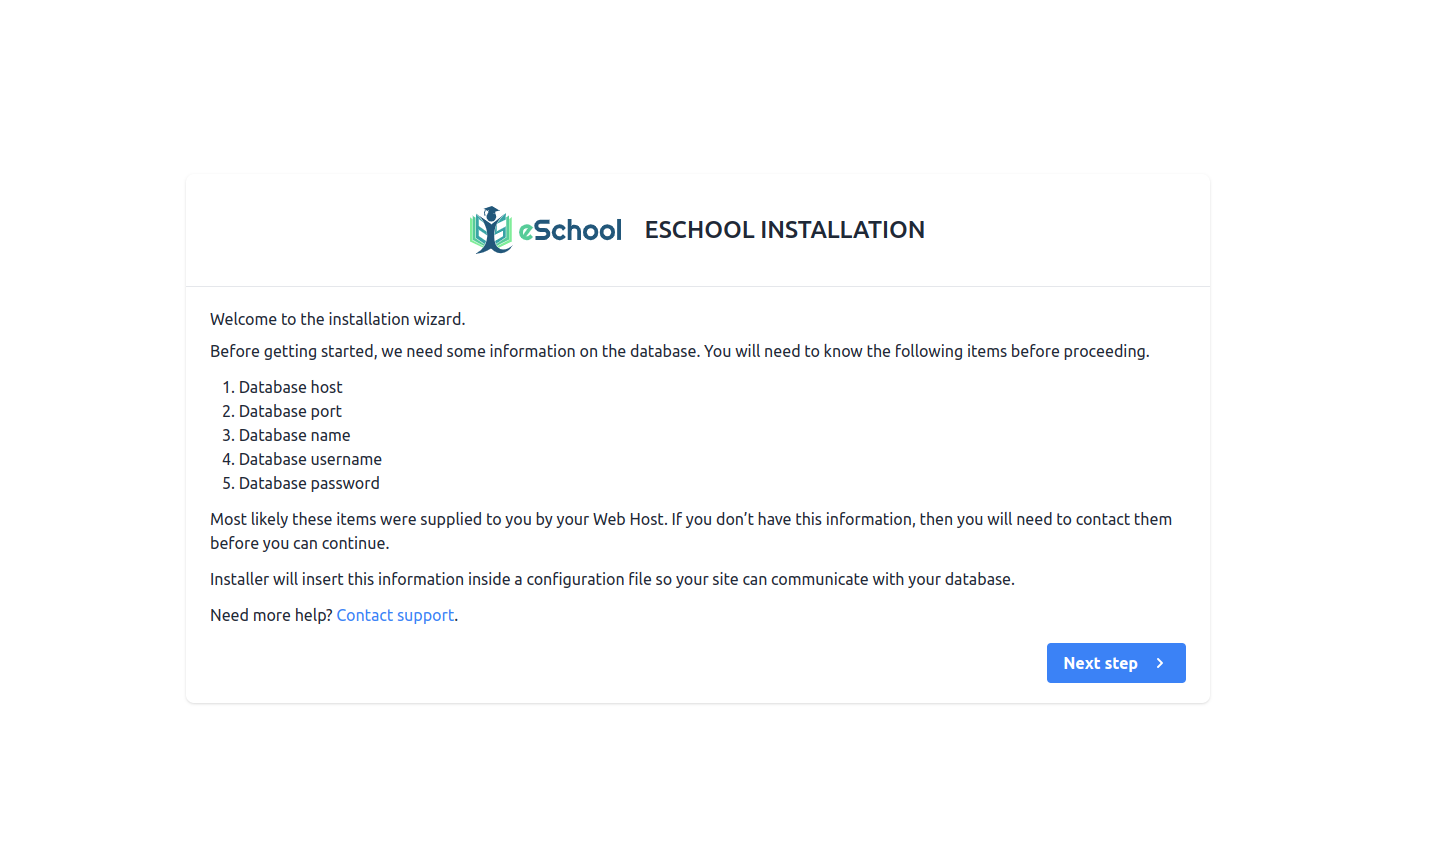 eSchool ESCHOOL INSTALLATION
Welcome to the installation wizard.
Before getting started, we need some information on the database. You will need to know the following items before proceeding.
1. Database host
2. Database port
3. Database name
4. Database username
5. Database password
Most likely these items were supplied to you by your Web Host. If you don’t have this information, then you will need to contact them
before you can continue.
Installer will insert this information inside a configuration file so your site can communicate with your database.
Need more help? Contact support.
Next step